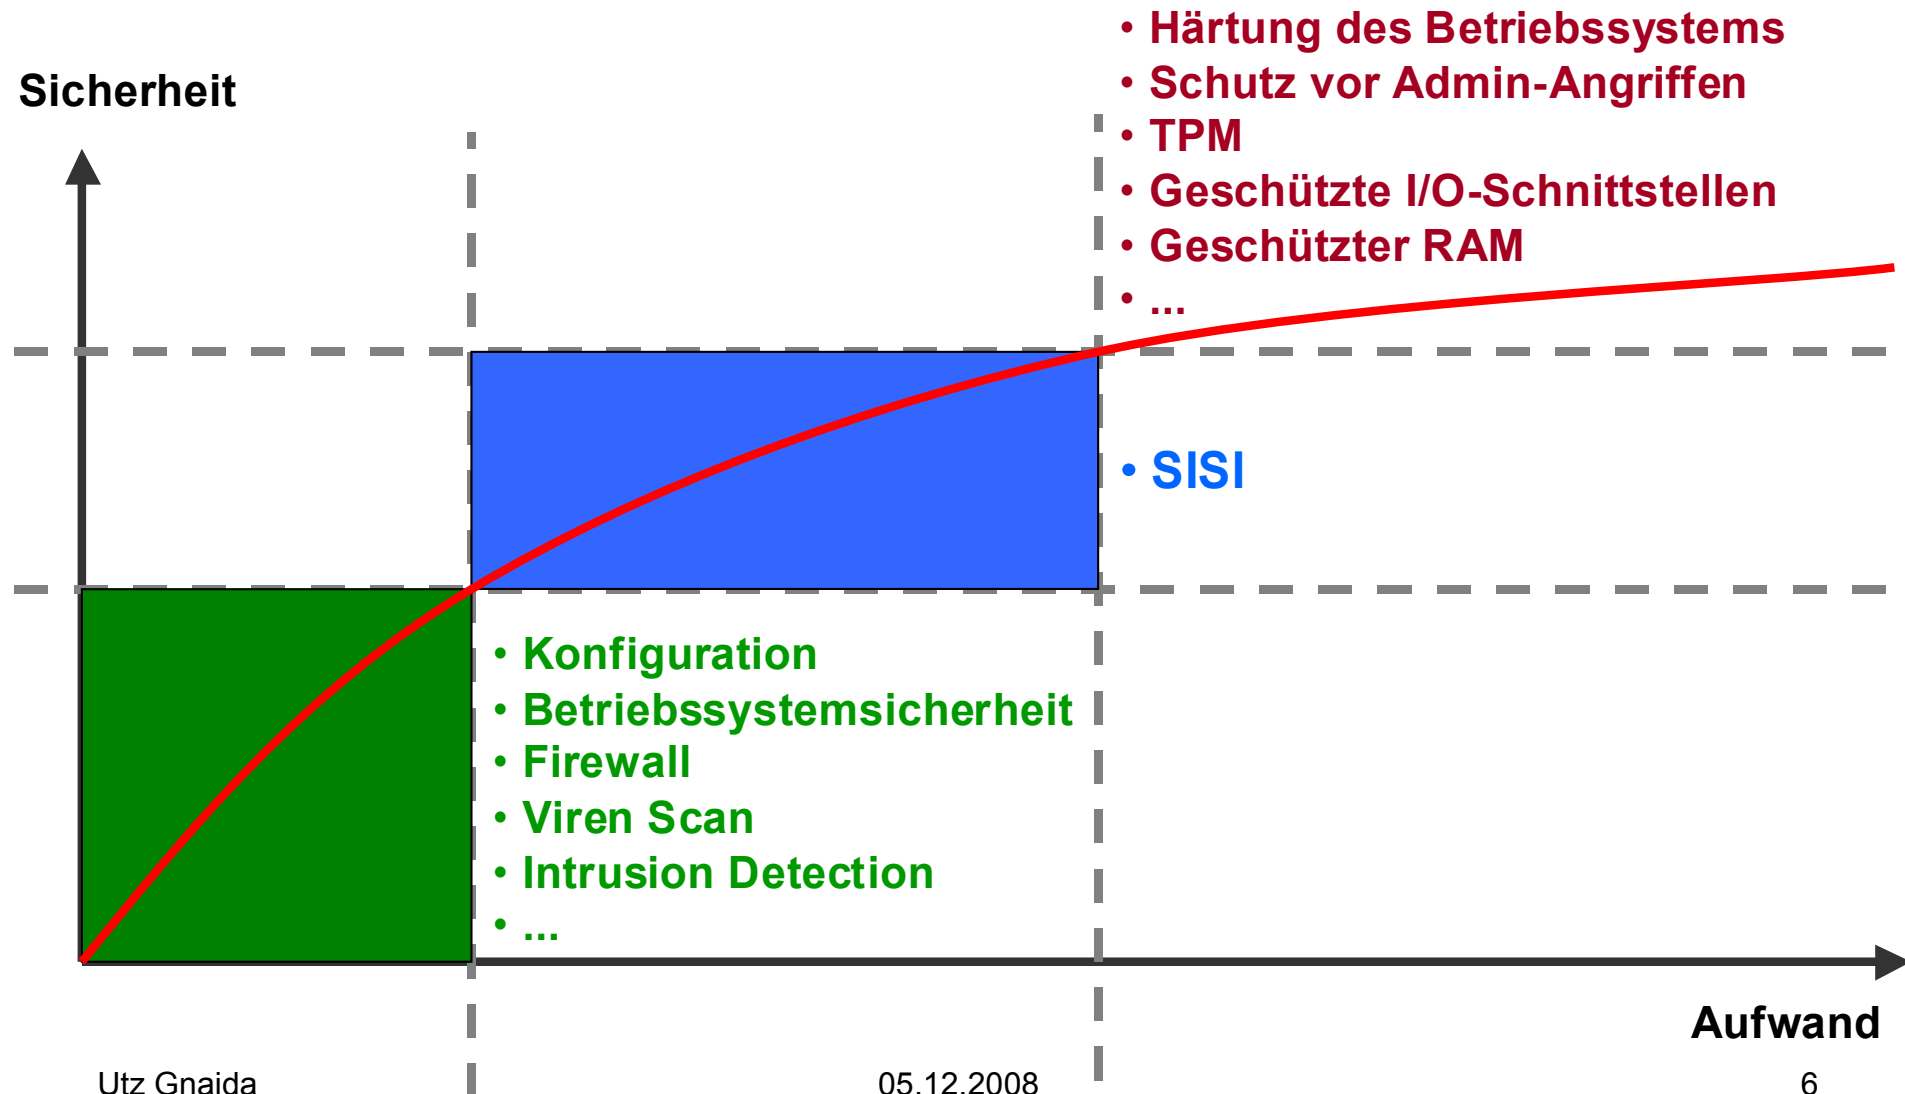 • Härtung des Betriebssystems
Sicherheit
• Schutz vor Admin-Angriffen
• TPM
• Geschützte I/O-Schnittstellen
• Geschützter RAM
• ...
• SISI
• Konfiguration
• Betriebssystemsicherheit
• Firewall
• Viren Scan
• Intrusion Detection
• ...
Aufwand
Utz Gnaida
05.12.2008
6